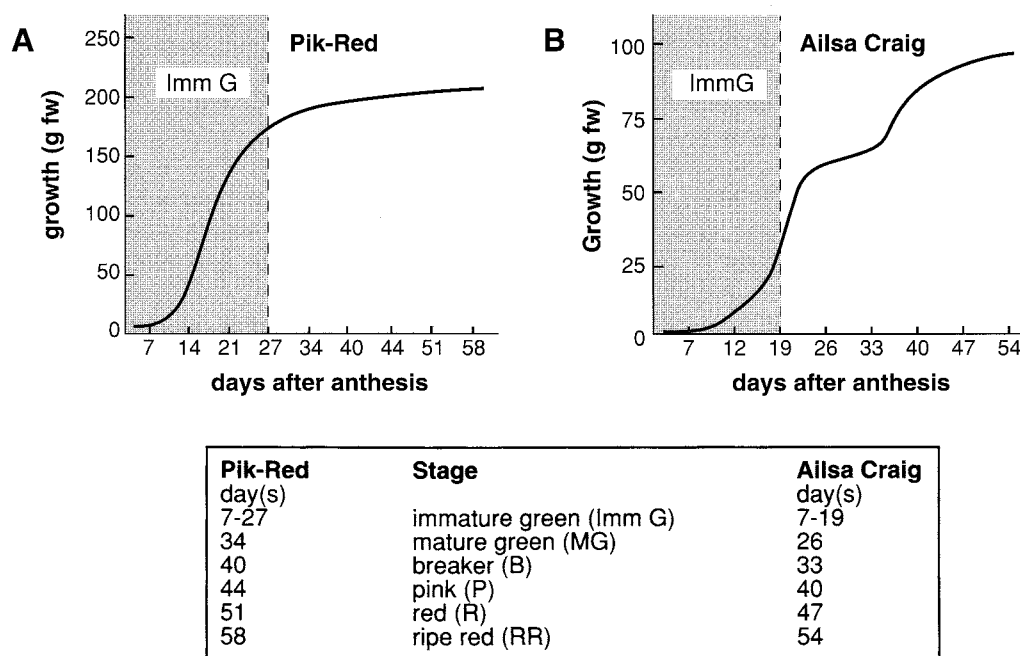 A
Pik-Red
Imm G
growth (g fw)
250
200
150
100
50
0
7 14 21 27 34 40 44 51 58
days after anthesis
B
Ailsa Craig
ImmG
Growth (g fw)
100
75
50
25
0
7 12 19 26 33 40 47 54
days after anthesis
Pik-Red Stage Ailsa Craig
day(s) day(s)
7-27 immature green (Imm G) 7-19
34 mature green (MG) 26
40 breaker (B) 33
44 pink (P) 40
51 red (R) 47
58 ripe red (RR) 54